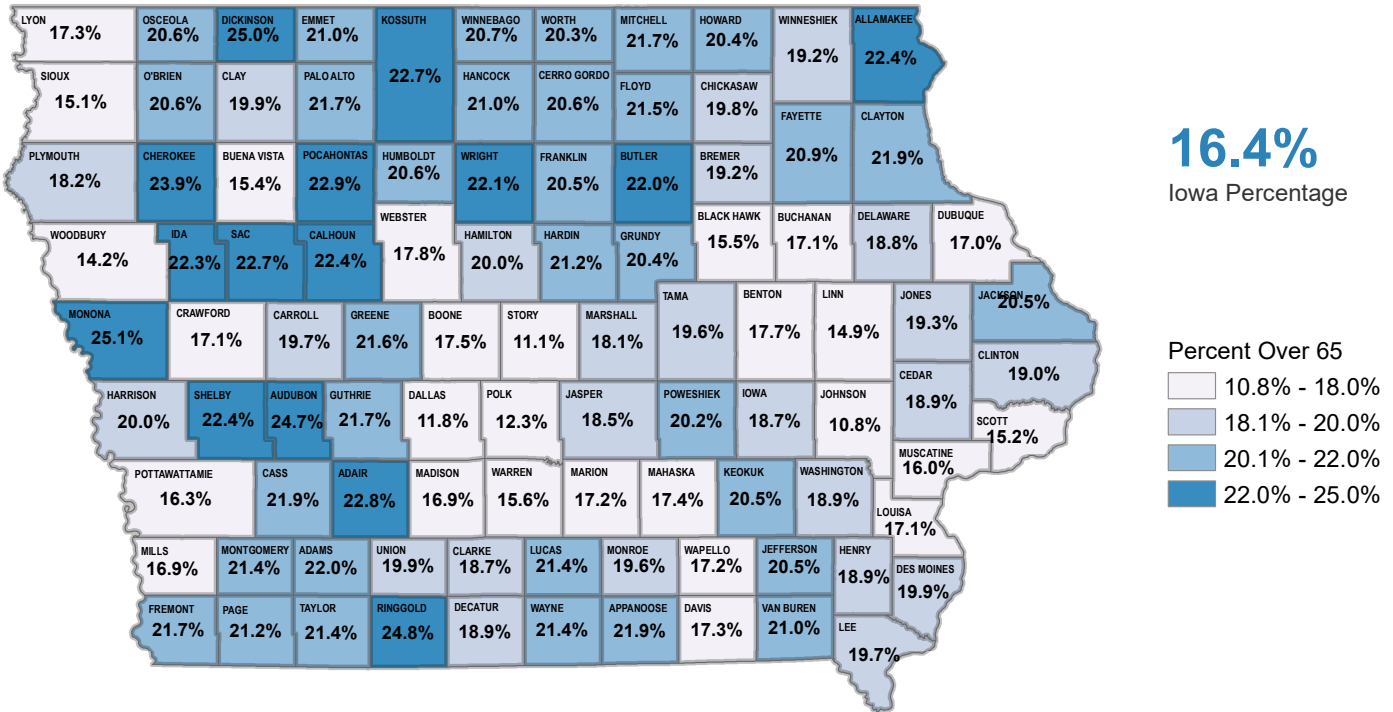 LYON
17.3%
OSCEOLA
20.6%
DICKINSON
25.0%
EMMET
21.0%
KOSSUTH
22.7%
WINNEBAGO
20.7%
WORTH
20.3%
MITCHELL
21.7%
HOWARD
20.4%
WINNESHIEK
19.2%
ALLAMAKEE
22.4%
SIOUX
15.1%
O'BRIEN
20.6%
CLAY
19.9%
PALO ALTO
21.7%
HANCOCK
21.0%
CERRO GORDO
20.6%
FLOYD
21.5%
CHICKASAW
19.8%
FAYETTE
20.9%
CLAYTON
21.9%
PLYMOUTH
18.2%
CHEROKEE
23.9%
BUENA VISTA
15.4%
POCAHONTAS
22.9%
HUMBOLDT
20.6%
WRIGHT
22.1%
FRANKLIN
20.5%
BUTLER
22.0%
BREMER
19.2%
WOODBURY
14.2%
IDA
22.3%
SAC
22.7%
CALHOUN
22.4%
WEBSTER
17.8%
HAMILTON
20.0%
HARDIN
21.2%
GRUNDY
20.4%
BLACK HAWK
15.5%
BUCHANAN
17.1%
DELAWARE
18.8%
DUBUQUE
17.0%
MONONA
25.1%
CRAWFORD
17.1%
CARROLL
19.7%
GREENE
21.6%
BOONE
17.5%
STORY
11.1%
MARSHALL
18.1%
TAMA
19.6%
BENTON
17.7%
LINN
14.9%
JONES
19.3%
JACKSON
20.5%
CLINTON
19.0%
HARRISON
20.0%
SHELBY
22.4%
AUDUBON
24.7%
GUTHRIE
21.7%
DALLAS
11.8%
POLK
12.3%
JASPER
18.5%
POWESHIEK
20.2%
IOWA
18.7%
JOHNSON
10.8%
CEDAR
18.9%
SCOTT
15.2%
MUSCATINE
16.0%
POTTAWATTAMIE
16.3%
CASS
21.9%
ADAIR
22.8%
MADISON
16.9%
WARREN
15.6%
MARION
17.2%
MAHASKA
17.4%
KEOKUK
20.5%
WASHINGTON
18.9%
LOUISA
17.1%
MILLS
16.9%
MONTGOMERY
21.4%
ADAMS
22.0%
UNION
19.9%
CLARKE
18.7%
LUCAS
21.4%
MONROE
19.6%
WAPELLO
17.2%
JEFFERSON
20.5%
HENRY
18.9%
DES MOINES
19.9%
FREMONT
21.7%
PAGE
21.2%
TAYLOR
21.4%
RINGGOLD
24.8%
DECATUR
18.9%
WAYNE
21.4%
APPANOOSE
21.9%
DAVIS
17.3%
VAN BUREN
21.0%
LEE
19.7%
16.4%
Iowa Percentage
Percent Over 65
10.8% - 18.0%
18.1% - 20.0%
20.1% - 22.0%
22.0% - 25.0%